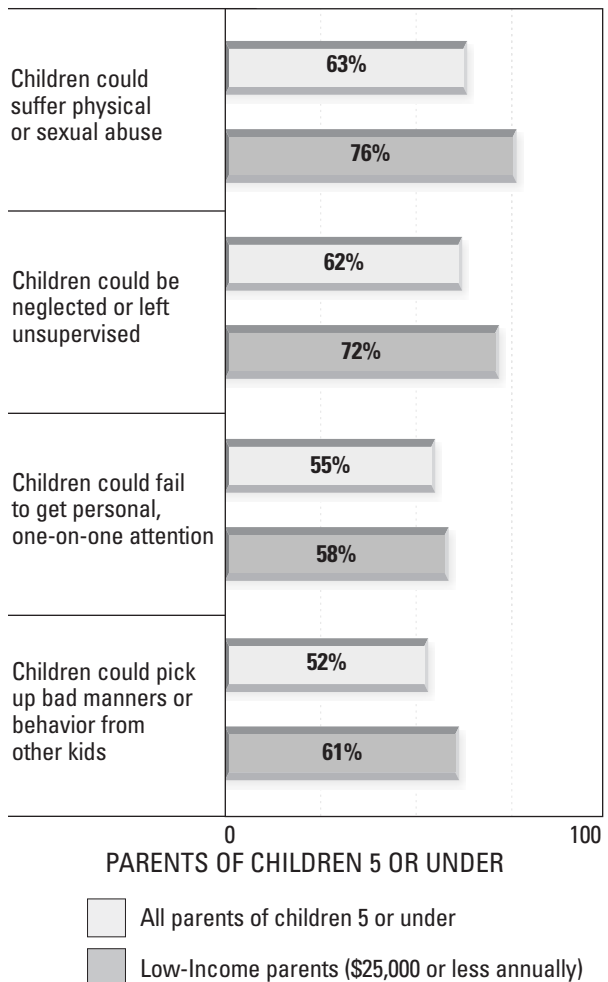 Children could
suffer physical
or sexual abuse
63%
76%
Children could be
neglected or left
unsupervised
62%
72%
Children could fail
to get personal,
one-on-one attention
55%
58%
Children could pick
up bad manners or
behavior from
other kids
52%
61%
0 100
PARENTS OF CHILDREN 5 OR UNDER
All parents of children 5 or under
Low-Income parents ($25,000 or less annually)